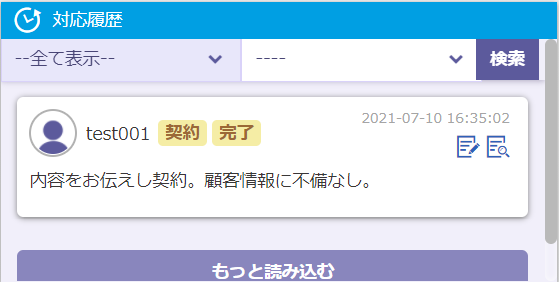 対応履歴
--全て表示--
----
検索
2021-07-10 16:35:02
test001 契約 完了
内容をお伝えし契約。顧客情報に不備なし。
もっと読み込む